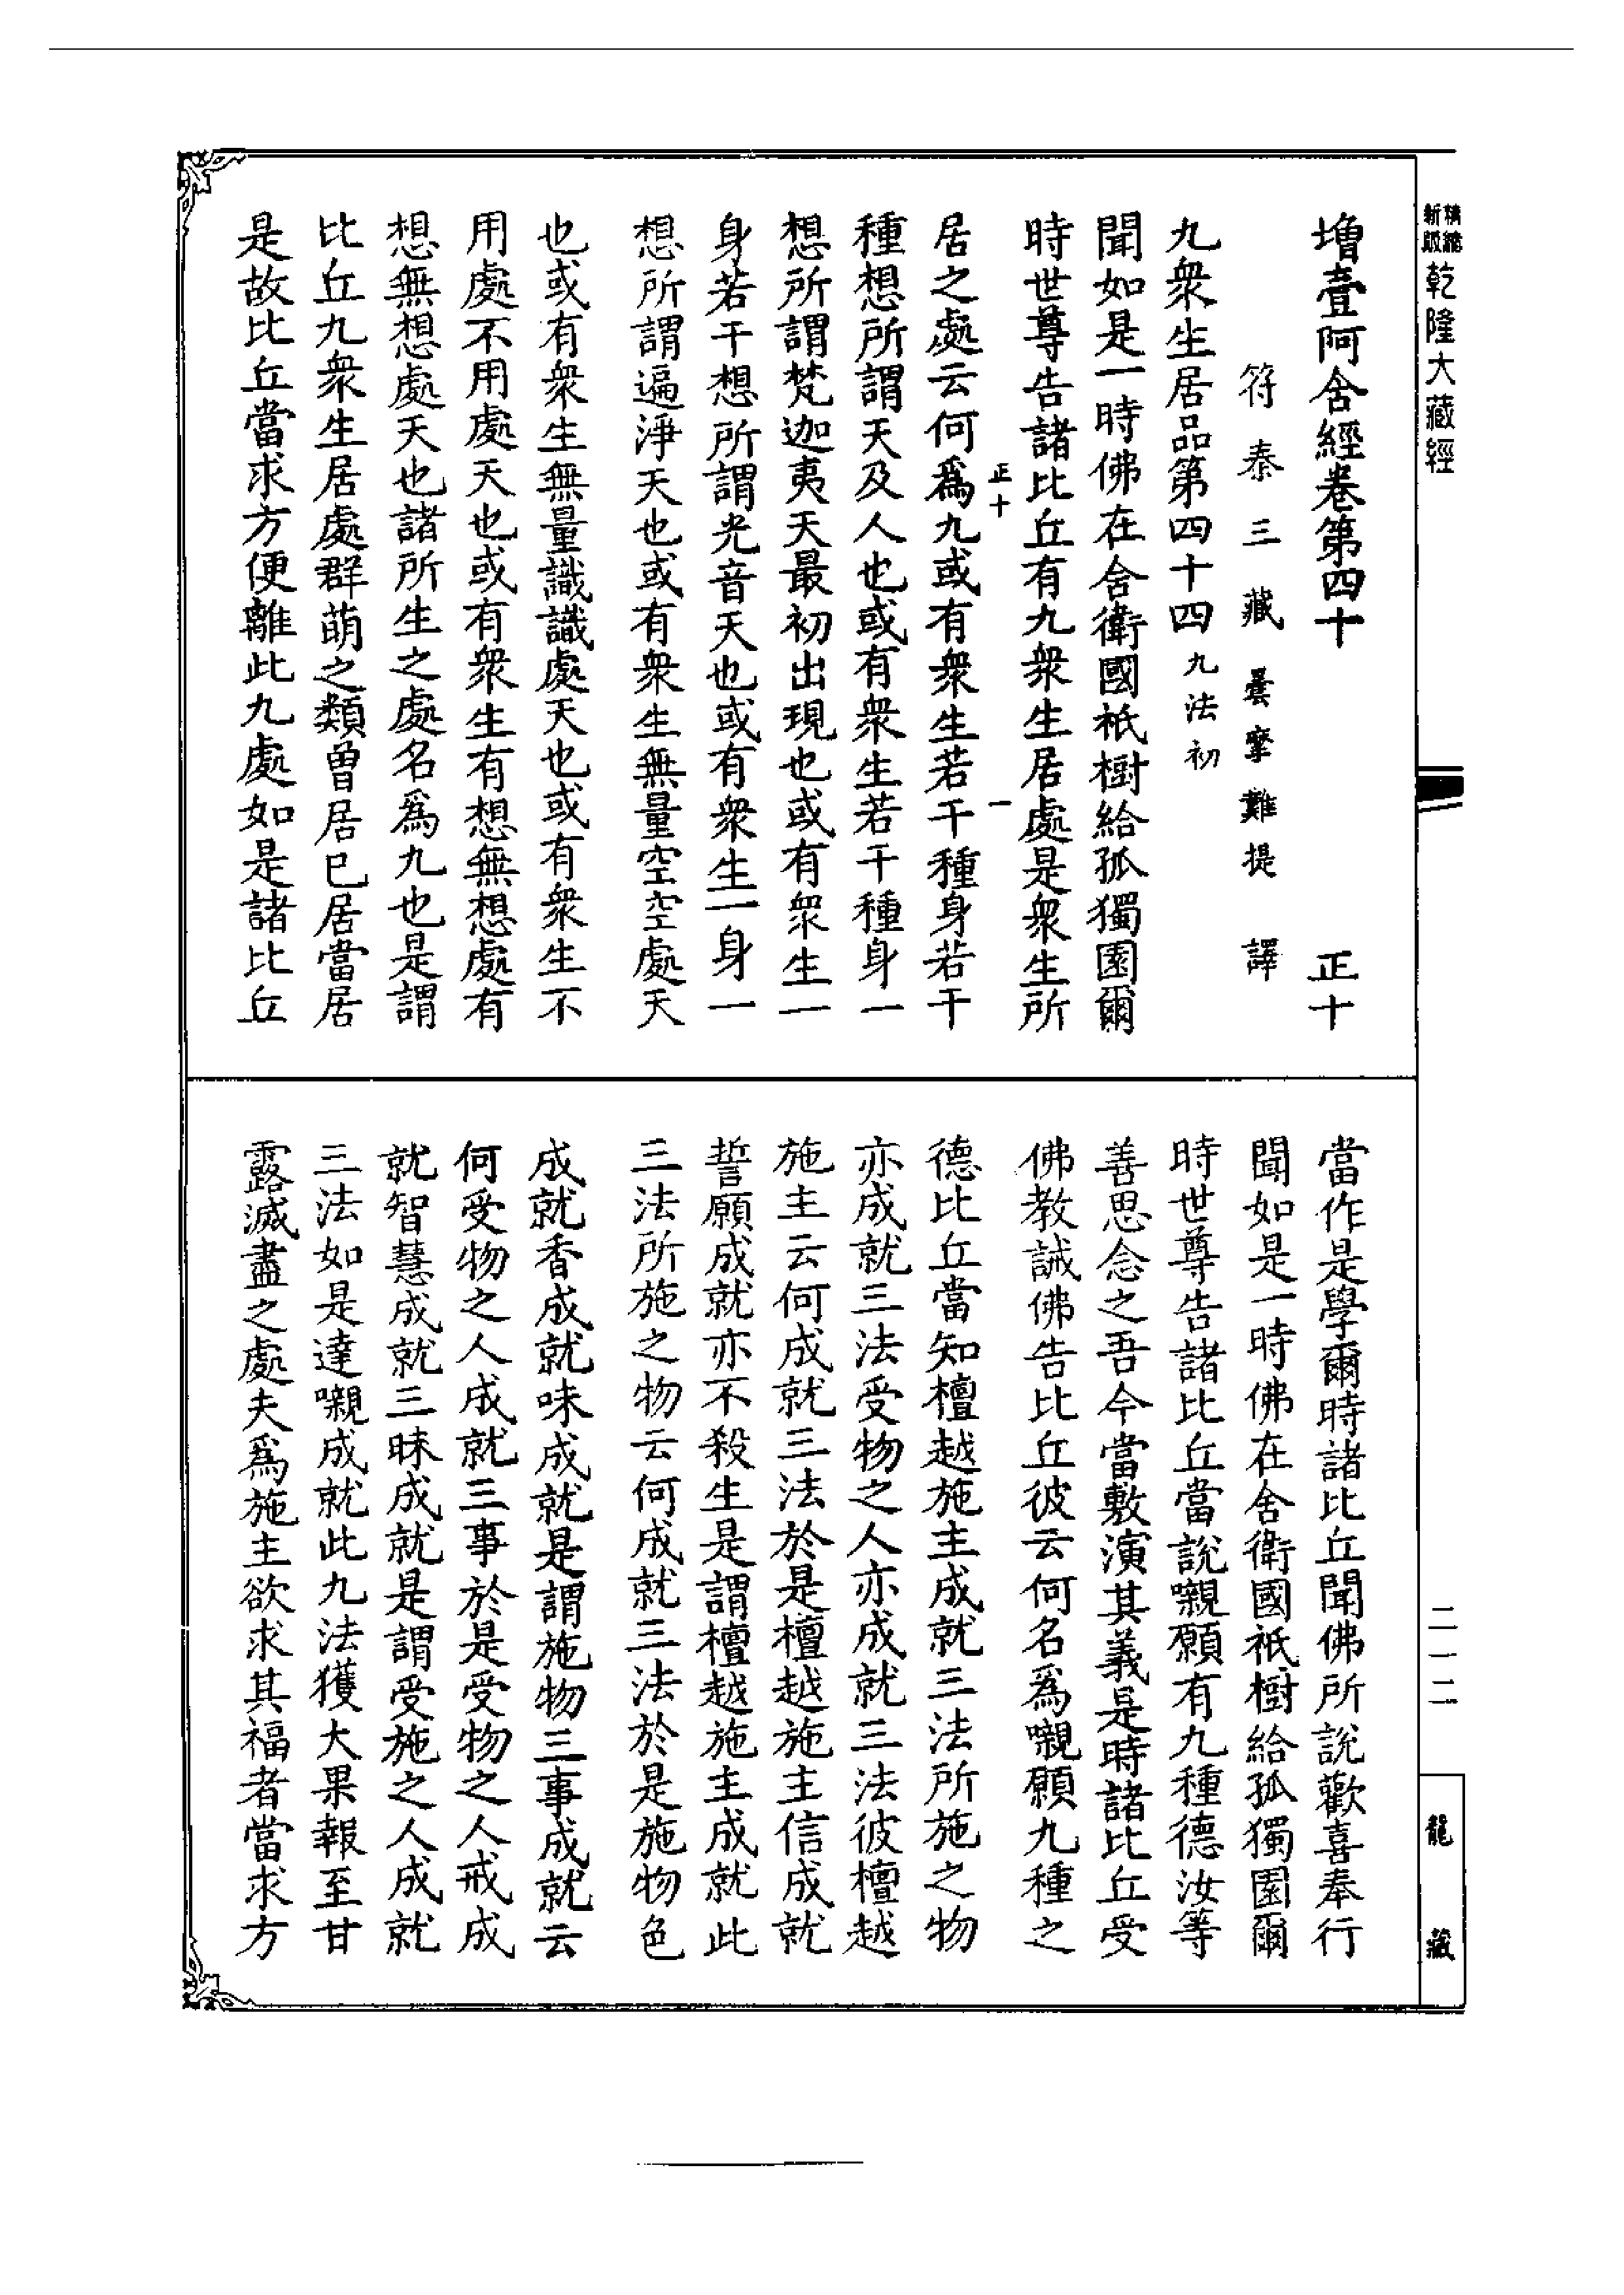 精縮
新版
乾隆大藏經
二一二
龍藏
增壹阿含經卷第四十 正十
符秦三藏曇摩難提譯
九衆生居品第四十四九法初
聞如是一時佛在舍衛國祇樹給孤獨園爾
時世尊告諸比丘有九衆生居處是衆生所
正十 一
居之處云何爲九或有衆生若干種身若干
種想所謂天及人也或有衆生若干種身一
想所謂梵迦夷天最初出現也或有衆生一
身若干想所謂光音天也或有衆生一身一
想所謂遍淨天也或有衆生無量空空處天
也或有衆生無量識識處天也或有衆生不
用處不用處天也或有衆生有想無想處有
想無想處天也諸所生之處名爲九也是謂
比丘九衆生居處群萌之類曾居已居當居
是故比丘當求方便離此九處如是諸比丘
當作是學爾時諸比丘聞佛所說歡喜奉行
聞如是一時佛在舍衛國祇樹給孤獨園爾
時世尊告諸比丘當說嚫願有九種德汝等
善思念之吾今當敷演其義是時諸比丘受
佛教誡佛告比丘彼云何名爲嚫願九種之
德比丘當知檀越施主成就三法所施之物
亦成就三法受物之人亦成就三法彼檀越
施主云何成就三法於是檀越施主信成就
誓願成就亦不殺生是謂檀越施主成就此
三法所施之物云何成就三法於是施物色
成就香成就味成就是謂施物三事成就云
何受物之人成就三事於是受物之人戒成
就智慧成就三昧成就是謂受施之人成就
三法如是達嚫成就此九法獲大果報至甘
露滅盡之處夫爲施主欲求其福者當求方